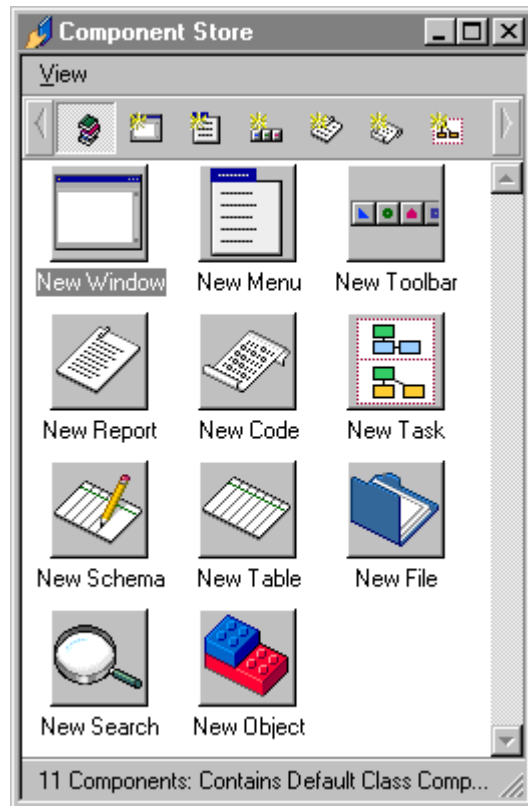 Component Store
View
New Window New Menu New Toolbar
New Report New Code New Task
New Schema New Table New File
New Search New Object
11 Components: Contains Default Class Comp...